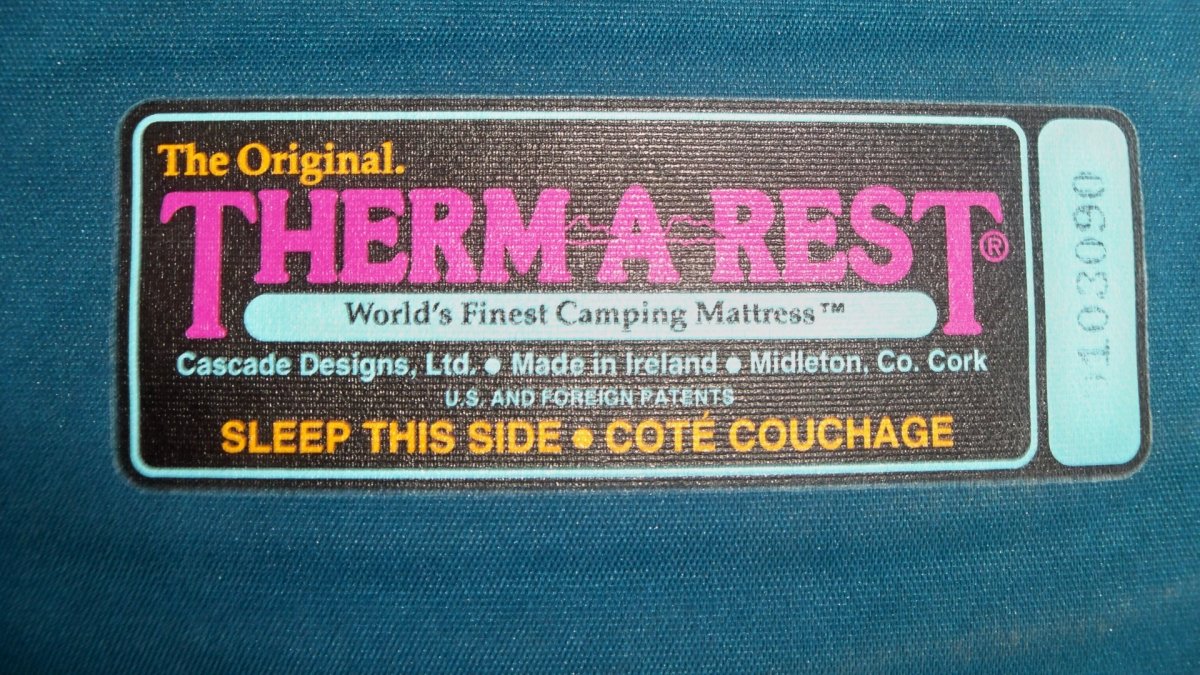 The Original.
THERM-A-REST®
World's Finest Camping Mattress™
Cascade Designs, Ltd. • Made in Ireland • Midleton, Co. Cork
U.S. AND FOREIGN PATENTS
SLEEP THIS SIDE • COTÉ COUCHAGE
103090